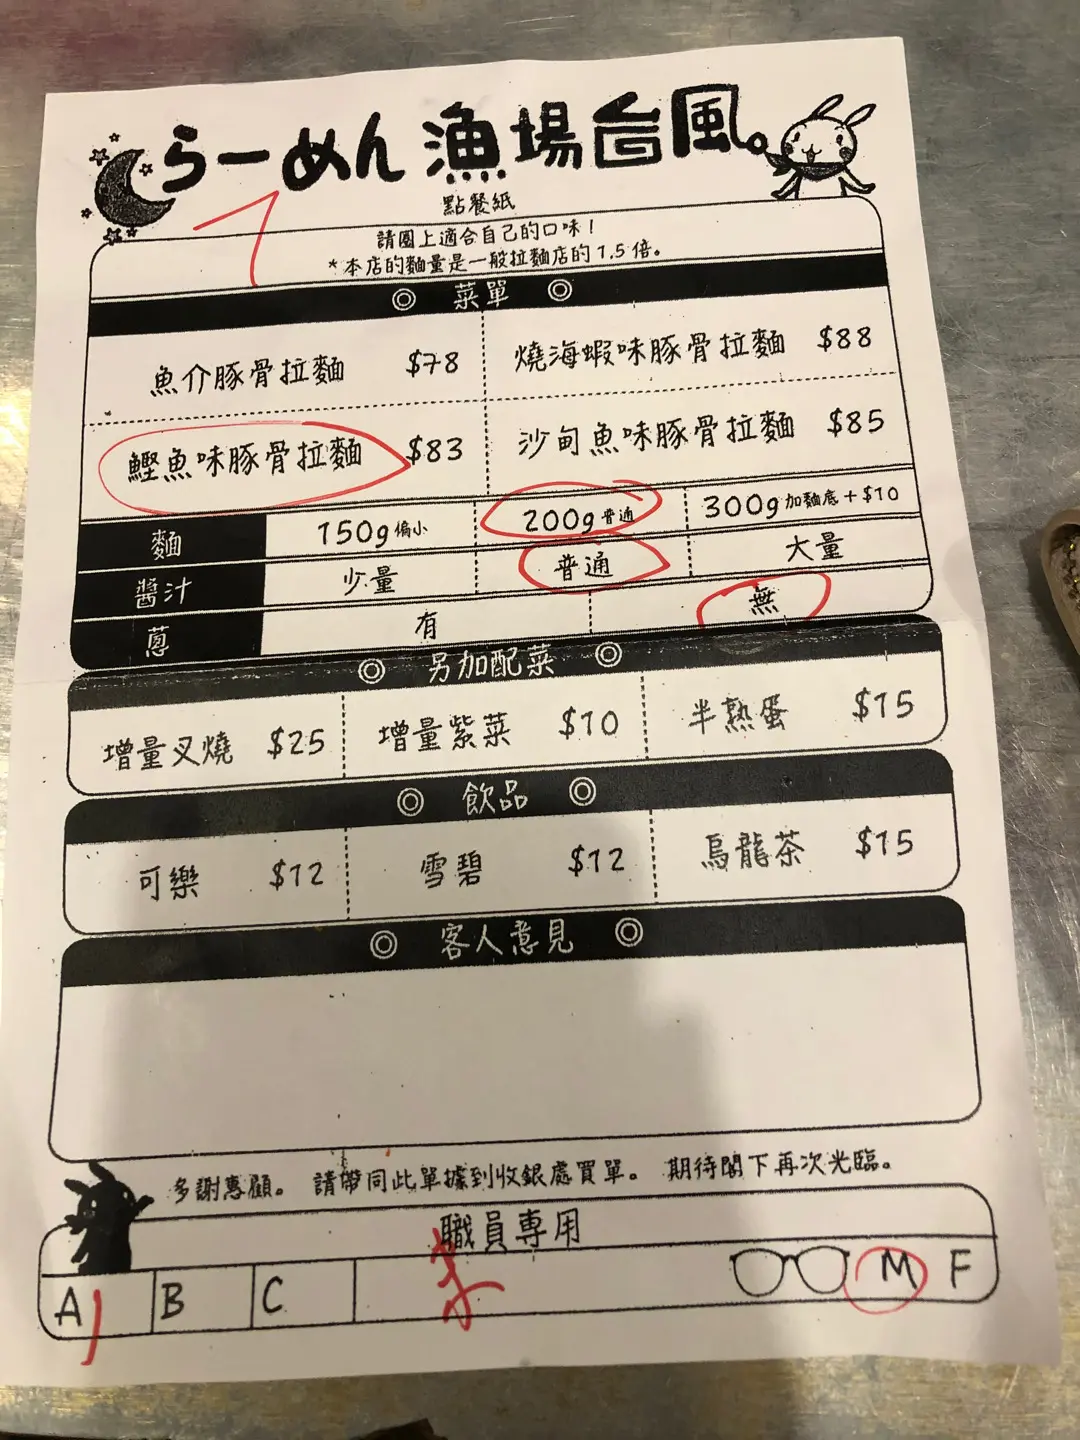 らーめん 漁場台風。
點餐紙
請圈上適合自己的口味！
*本店的麵量是一般拉麵店的1.5倍。
◎ 菜單 ◎
魚介豚骨拉麵 $78 燒海蝦味豚骨拉麵 $88
鰹魚味豚骨拉麵 $83 沙甸魚味豚骨拉麵 $85
麵 150g偏小 200g普通 300g加麵底+$10
醬汁 少量 普通 大量
蔥 有 無
◎ 另加配菜 ◎
增量叉燒 $25 增量紫菜 $10 半熟蛋 $15
◎ 飲品 ◎
可樂 $12 雪碧 $12 烏龍茶 $15
◎ 客人意見 ◎
多謝惠顧。 請帶同此單據到收銀處買單。 期待閣下再次光臨。
職員専用
A 1 B C M F